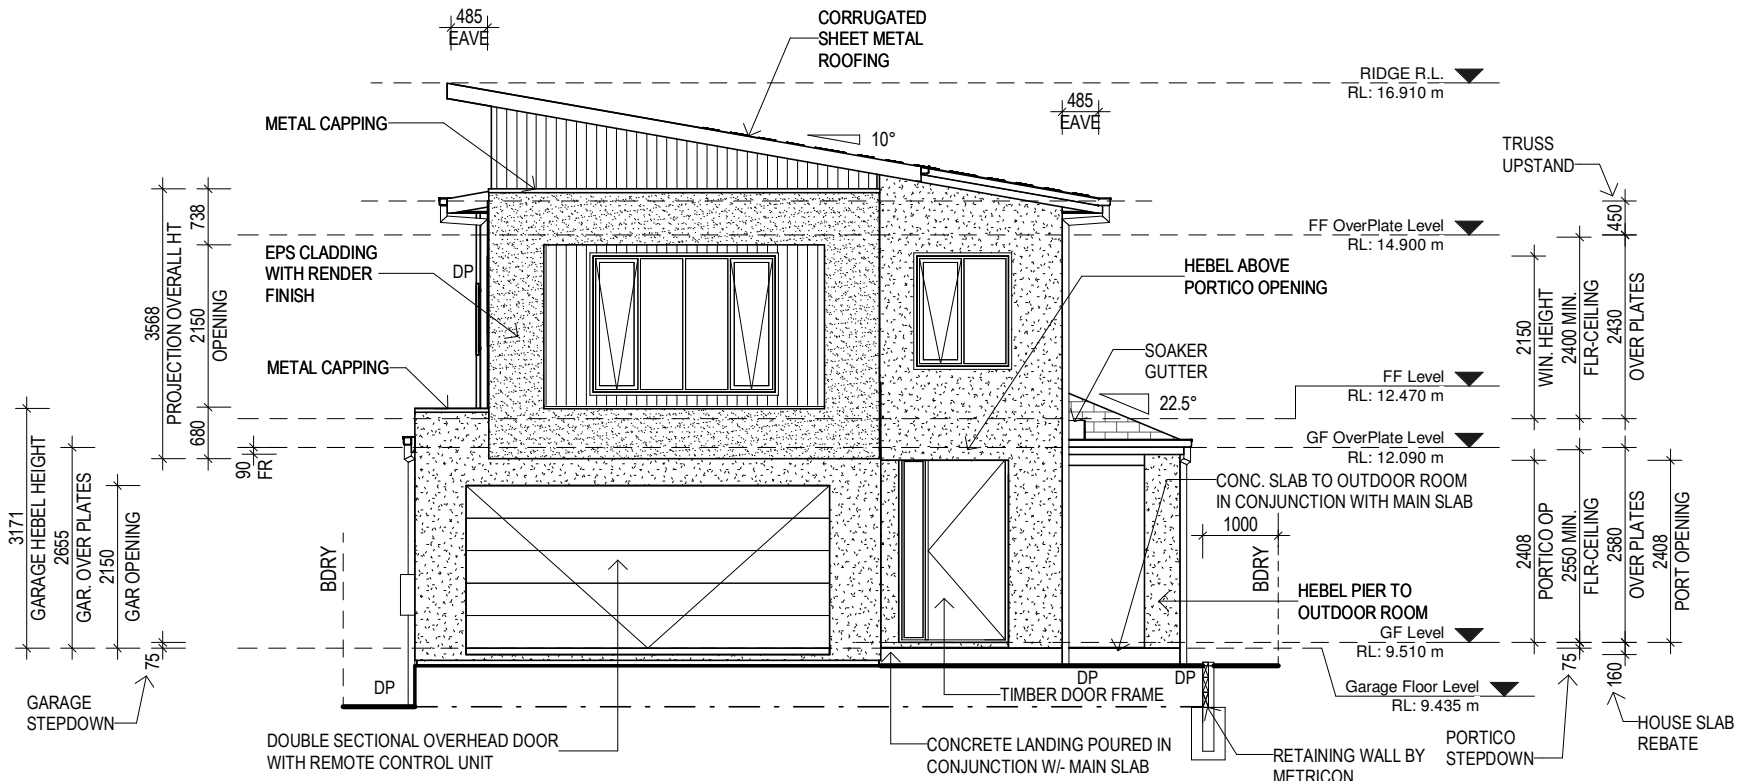 485
EAVE
CORRUGATED
SHEET METAL
ROOFING
RIDGE R.L.
RL: 16.910 m
485
EAVE
METAL CAPPING
10°
TRUSS
UPSTAND
3568
PROJECTION OVERALL HT
738
2150
OPENING
680
EPS CLADDING
WITH RENDER
FINISH
DP
FF OverPlate Level
RL: 14.900 m
450
HEBEL ABOVE
PORTICO OPENING
2150
WIN. HEIGHT
2400 MIN.
FLR-CEILING
2430
OVER PLATES
METAL CAPPING
SOAKER
GUTTER
22.5°
FF Level
RL: 12.470 m
GF OverPlate Level
RL: 12.090 m
3171
GARAGE HEBEL HEIGHT
2655
GAR. OVER PLATES
2150
GAR OPENING
90
FR
CONC. SLAB TO OUTDOOR ROOM
IN CONJUNCTION WITH MAIN SLAB
1000
BDRY
BDRY
2408
PORTICO OP
2550 MIN.
FLR-CEILING
2580
OVER PLATES
2408
PORT OPENING
HEBEL PIER TO
OUTDOOR ROOM
GF Level
RL: 9.510 m
75
75
160
DP
DP
DP
Garage Floor Level
RL: 9.435 m
GARAGE
STEPDOWN
TIMBER DOOR FRAME
DOUBLE SECTIONAL OVERHEAD DOOR
WITH REMOTE CONTROL UNIT
CONCRETE LANDING POURED IN
CONJUNCTION W/- MAIN SLAB
RETAINING WALL BY
METRICON
PORTICO
STEPDOWN
HOUSE SLAB
REBATE